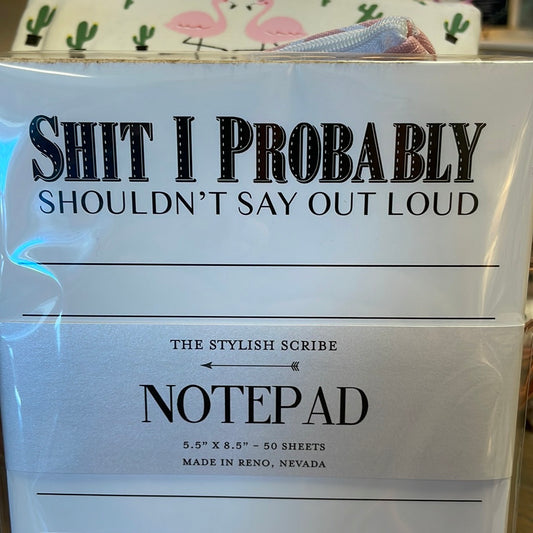 SHIT I PROBABLY
SHOULDN'T SAY OUT LOUD
THE STYLISH SCRIBE
NOTEPAD
5.5" X 8.5" - 50 SHEETS
MADE IN RENO, NEVADA